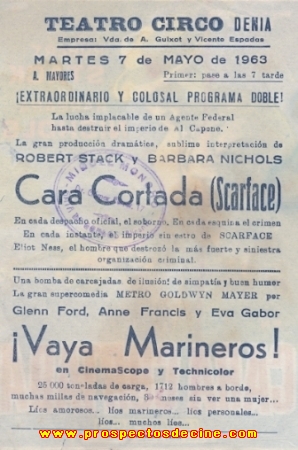 TEATRO CIRCO DENIA
Empresa: Vda. de A. Guixot y Vicente Espadas
MARTES 7 de MAYO de 1963
A. MAYORES Primer: pase a las 7 tarde
¡EXTRAORDINARIO Y COLOSAL PROGRAMA DOBLE!
La lucha implacable de un Agente Federal
hasta destruir el imperio de Al Capone.
La gran producción dramática, sublime interpretación de
ROBERT STACK y BARBARA NICHOLS
Cara Cortada (Scarface)
En cada despacho oficial, el soborno. En cada esquina el crimen
En cada instante, el imperio sin estro de SCARFACE
Eliot Ness, el hombre que destrozó la más fuerte y siniestra
organización criminal.
Una bomba de carcajadas, de ilusión de simpatía y buen humor
La gran supercomedia METRO GOLDWYN MAYER por
Glenn Ford, Anne Francis y Eva Gabor
¡Vaya Marineros!
en CinemaScope y Technicolor
25 000 ton-ladas de carga, 1712 hombres a bordo,
muchas millas de navegación, meses sin ver una mujer...
Líos amorosos... líos marineros... líos personales...
líos... muchos líos...
www.prospectosdecine.com